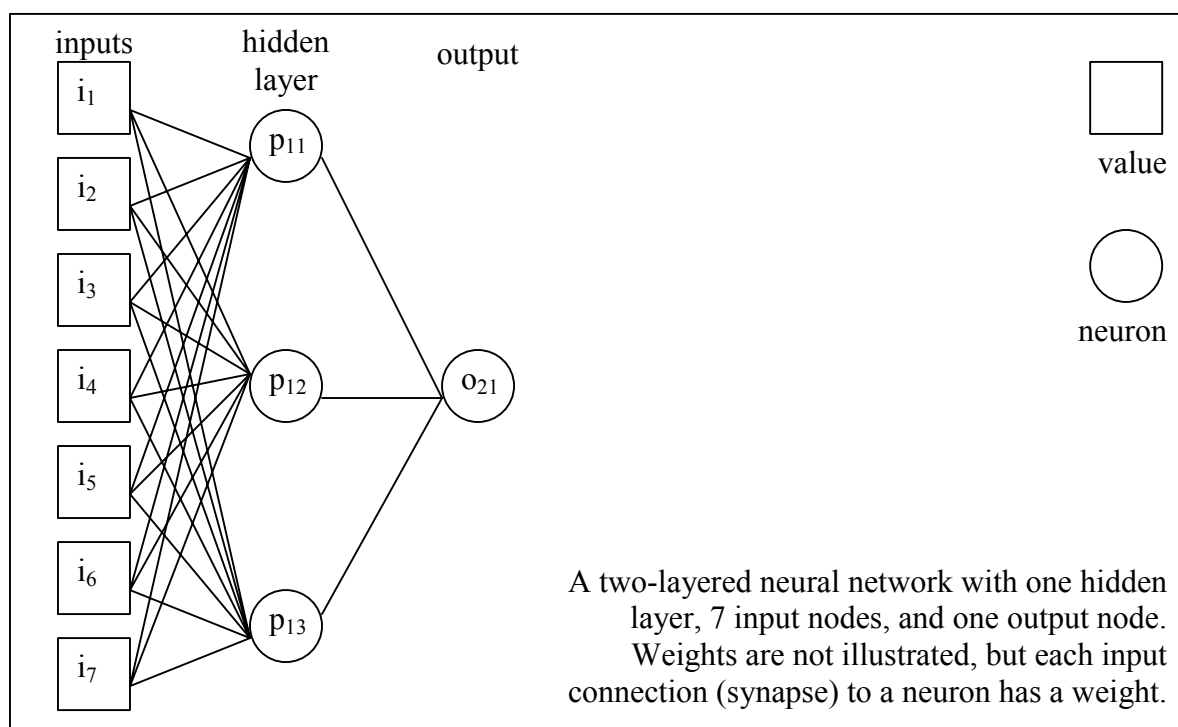 inputs
hidden
layer
output
i₁
i₂
i₃
i₄
i₅
i₆
i₇
p₁₁
p₁₂
p₁₃
o₂₁
value
neuron
A two-layered neural network with one hidden
layer, 7 input nodes, and one output node.
Weights are not illustrated, but each input
connection (synapse) to a neuron has a weight.